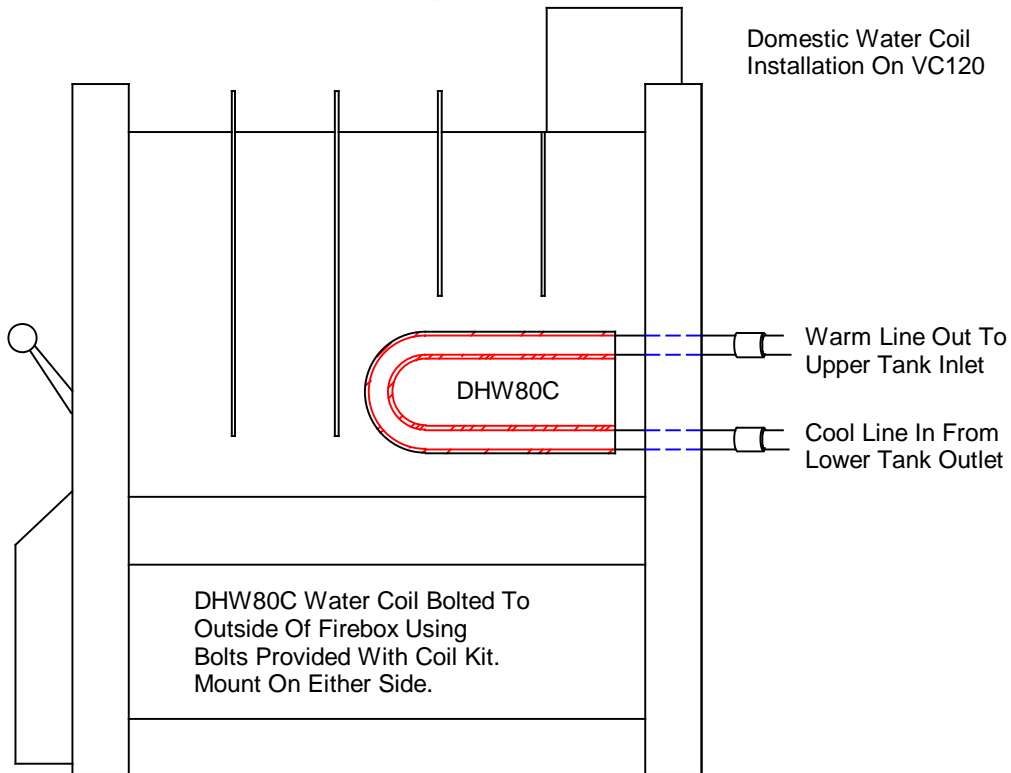 Domestic Water Coil
Installation On VC120
Warm Line Out To
Upper Tank Inlet
DHW80C
Cool Line In From
Lower Tank Outlet
DHW80C Water Coil Bolted To
Outside Of Firebox Using
Bolts Provided With Coil Kit.
Mount On Either Side.